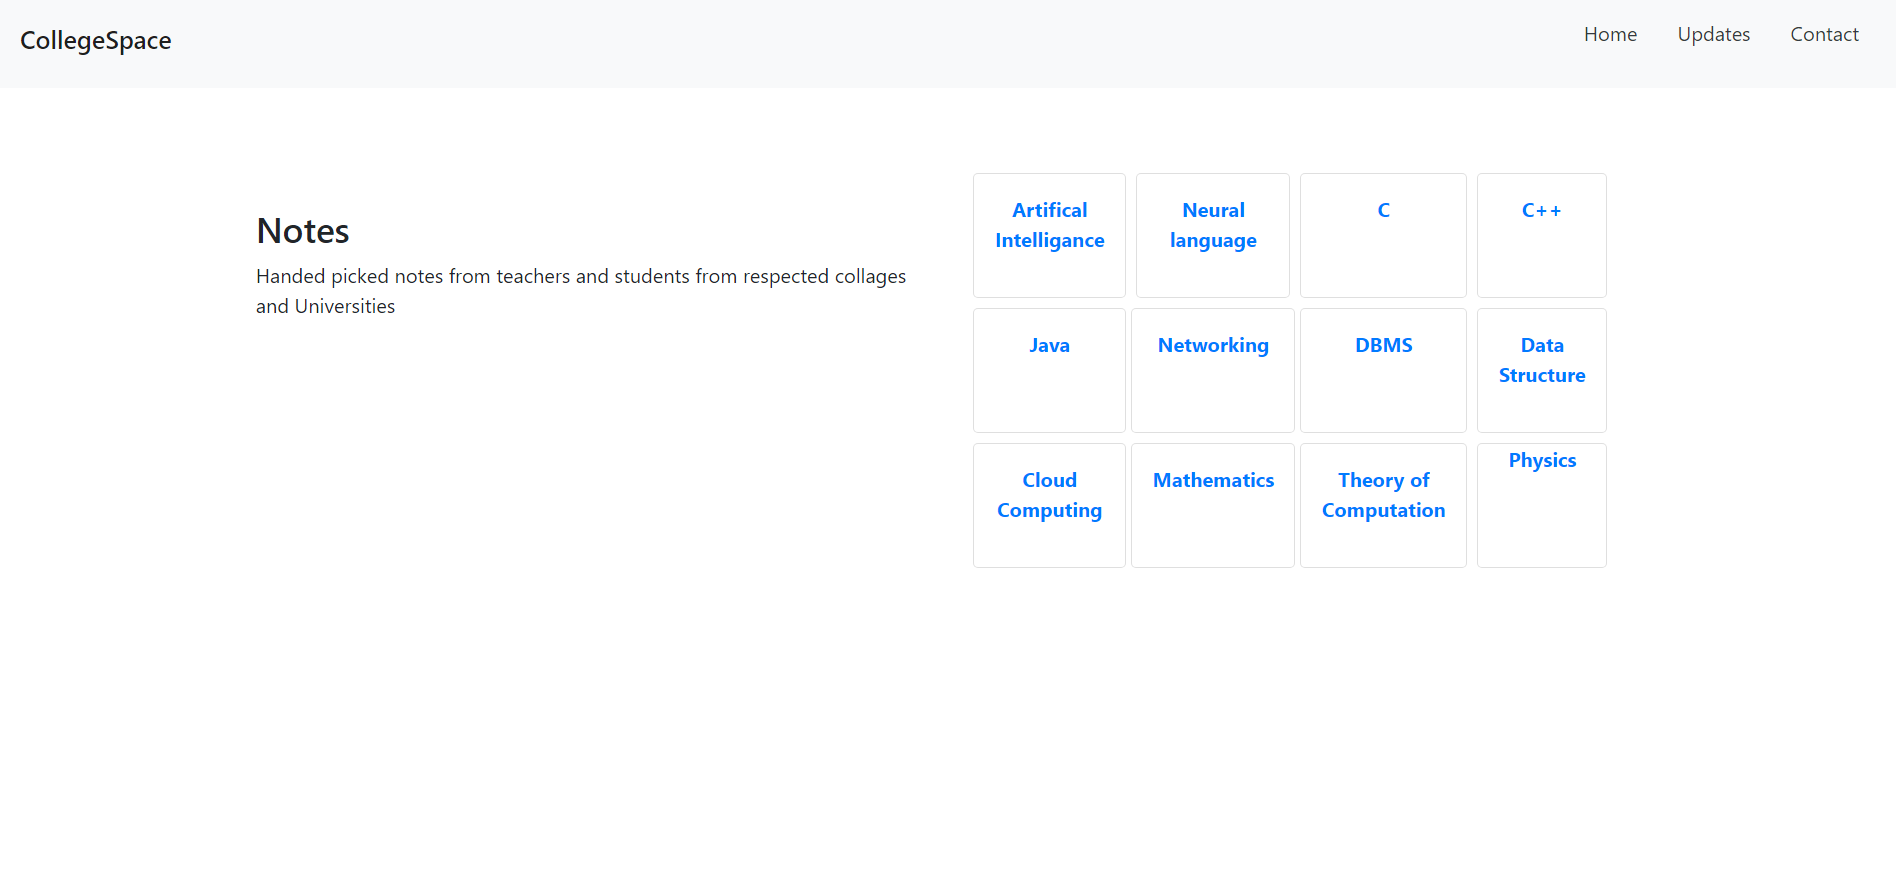 CollegeSpace
Home
Updates
Contact
Notes
Handed picked notes from teachers and students from respected collages
and Universities
Artifical
Intelligance
Neural
language
C
C++
Java
Networking
DBMS
Data
Structure
Cloud
Computing
Mathematics
Theory of
Computation
Physics